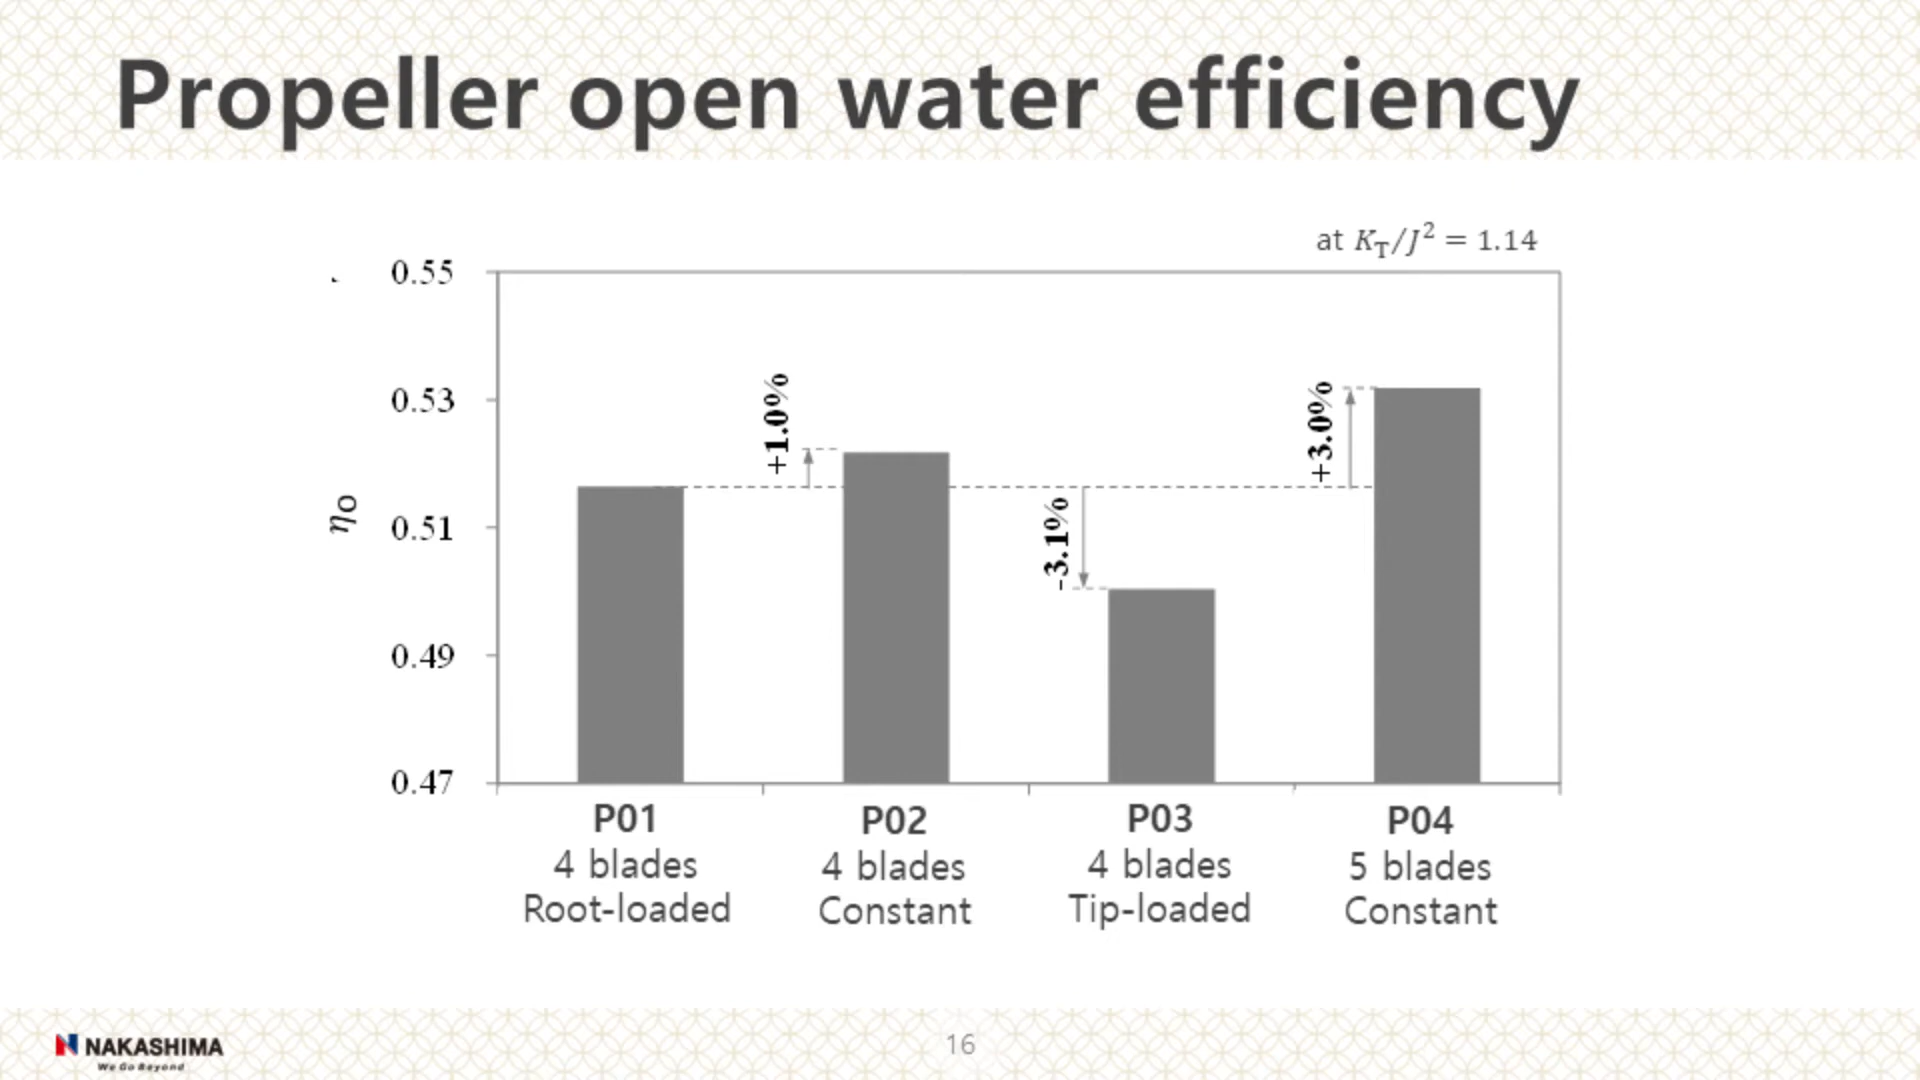 Propeller open water efficiency
at K_T/J² = 1.14
0.55
0.53
0.51
0.49
0.47
ηO
+1.0%
-3.1%
+3.0%
P01
4 blades
Root-loaded
P02
4 blades
Constant
P03
4 blades
Tip-loaded
P04
5 blades
Constant
NAKASHIMA
We Go Beyond
16